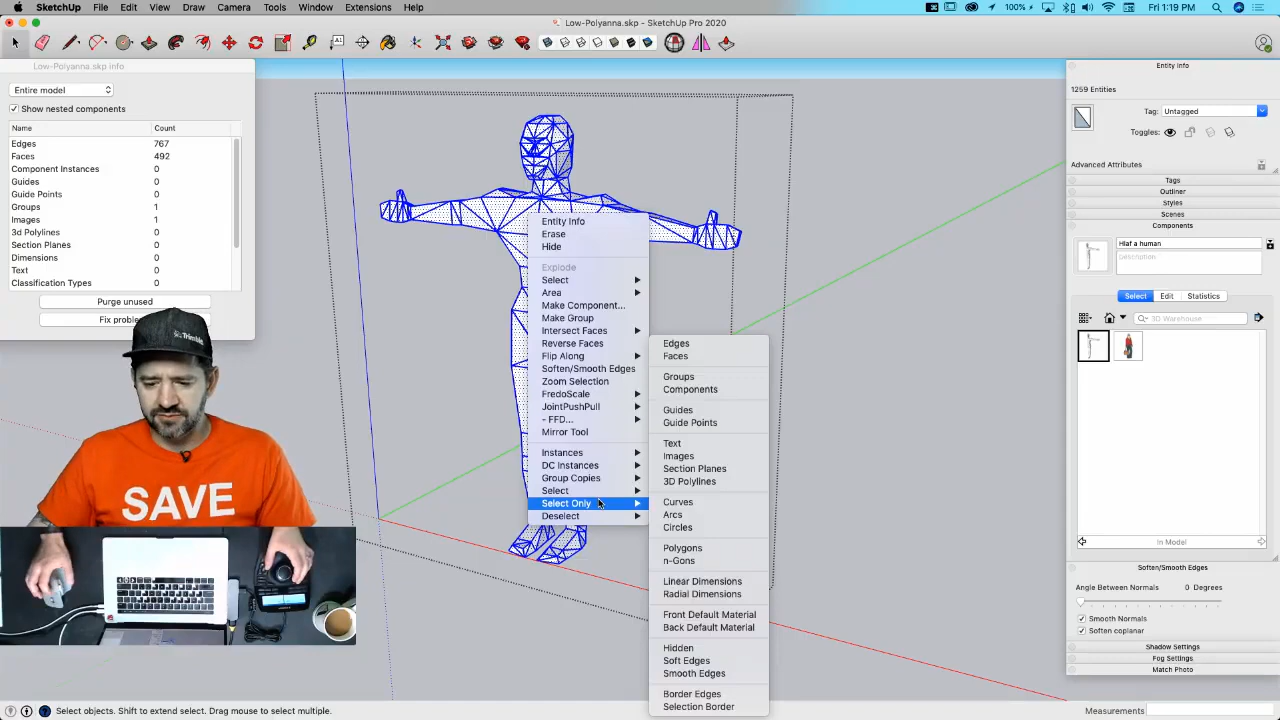 SketchUp File Edit View Draw Camera Tools Window Extensions Help
100% Fri 1:19 PM
Low-Polyanna.skp - SketchUp Pro 2020
Low-Polyanna.skp info
Entire model
Show nested components
Name Count
Edges 767
Faces 492
Component Instances 0
Guides 0
Guide Points 0
Groups 1
Images 1
3d Polylines 0
Section Planes 0
Dimensions 0
Text 0
Classification Types 0
Purge unused
Fix proble
Trimble
SAVE
Entity Info
Erase
Hide
Explode
Select
Area
Make Component...
Make Group
Intersect Faces
Reverse Faces
Flip Along
Soften/Smooth Edges
Zoom Selection
FredoScale
JointPushPull
- FFD...
Mirror Tool
Instances
DC Instances
Group Copies
Select
Select Only
Deselect
Edges
Faces
Groups
Components
Guides
Guide Points
Text
Images
Section Planes
3D Polylines
Curves
Arcs
Circles
Polygons
n-Gons
Linear Dimensions
Radial Dimensions
Front Default Material
Back Default Material
Hidden
Soft Edges
Smooth Edges
Border Edges
Selection Border
Entity Info
1259 Entities
Tag: Untagged
Toggles:
Advanced Attributes
Tags
Outliner
Styles
Scenes
Components
Hlaf a human
Description
Select Edit Statistics
3D Warehouse
In Model
Soften/Smooth Edges
Angle Between Normals 0 Degrees
Smooth Normals
Soften coplanar
Shadow Settings
Fog Settings
Match Photo
Select objects. Shift to extend select. Drag mouse to select multiple.
Measurements